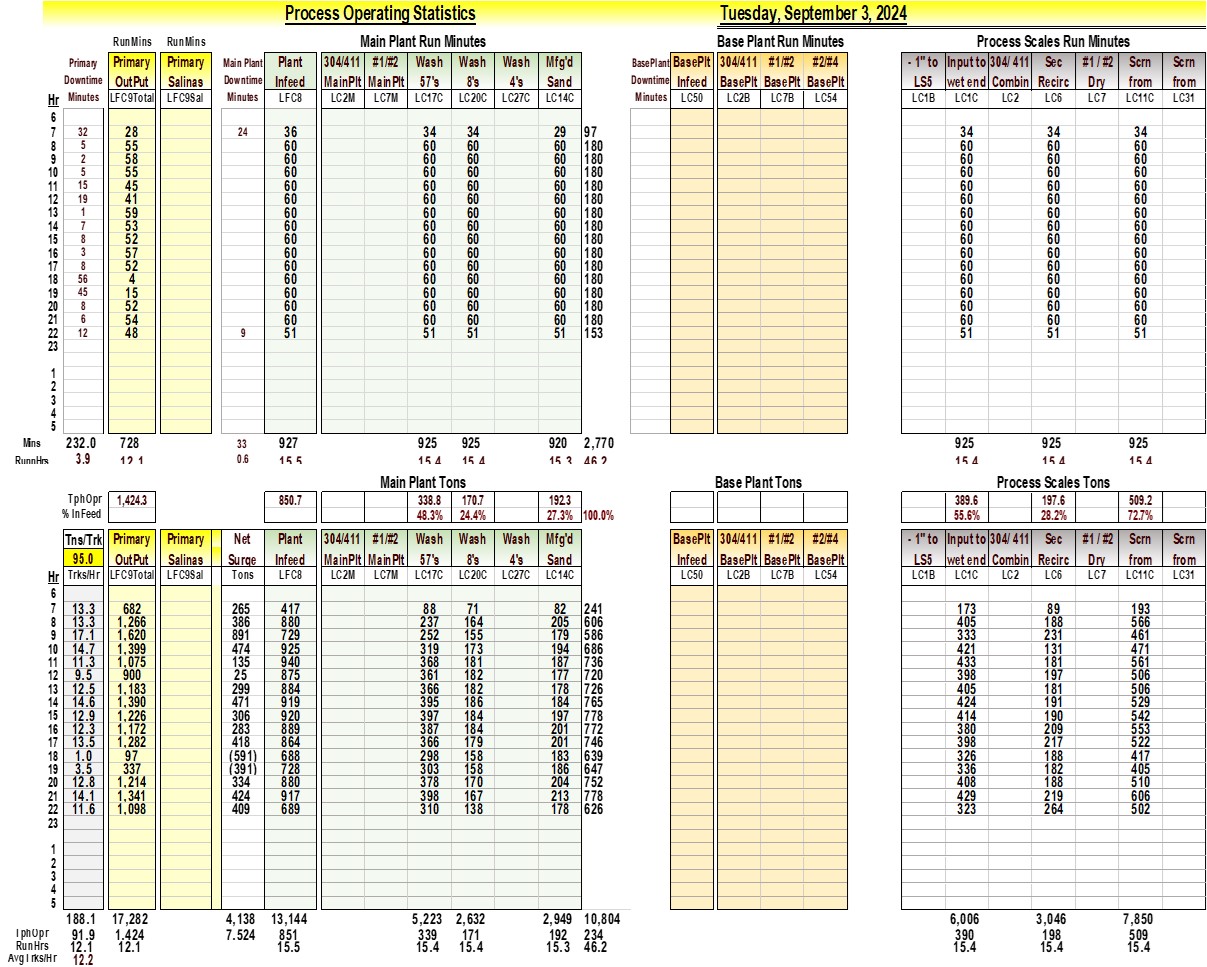 Process Operating Statistics Tuesday, September 3, 2024
RunMins RunMins Main Plant Run Minutes Base Plant Run Minutes Process Scales Run Minutes
Primary Primary Primary Main Plant Plant 304/411 #1/#2 Wash Wash Wash Mfg'd BasePlant BasePlt 304/411 #1/#2 #2/#4 - 1" to Input to 304/ 411 Sec #1 / #2 Scrn Scrn
Downtime OutPut Salinas Downtime Infeed MainPlt MainPlt 57's 8's 4's Sand Downtime Infeed BasePlt BasePlt BasePlt LS5 wet end Combin Recirc Dry from from
Hr Minutes LFC9Total LFC9Sal Minutes LFC8 LC2M LC7M LC17C LC20C LC27C LC14C Minutes LC50 LC2B LC7B LC54 LC1B LC1C LC2 LC6 LC7 LC11C LC31
6
7 32 28 24 36 34 34 29 97 34 34 34
8 5 55 60 60 60 60 180 60 60 60
9 2 58 60 60 60 60 180 60 60 60
10 5 55 60 60 60 60 180 60 60 60
11 15 45 60 60 60 60 180 60 60 60
12 19 41 60 60 60 60 180 60 60 60
13 1 59 60 60 60 60 180 60 60 60
14 7 53 60 60 60 60 180 60 60 60
15 8 52 60 60 60 60 180 60 60 60
16 3 57 60 60 60 60 180 60 60 60
17 8 52 60 60 60 60 180 60 60 60
18 56 4 60 60 60 60 180 60 60 60
19 45 15 60 60 60 60 180 60 60 60
20 8 52 60 60 60 60 180 60 60 60
21 6 54 60 60 60 60 180 60 60 60
22 12 48 9 51 51 51 51 153 51 51 51
23
1
2
3
4
5
Mins 232.0 728 33 927 925 925 920 2,770 925 925 925
RunnHrs 3.9 12.1 0.6 15.5 15.4 15.4 15.3 46.2 15.4 15.4 15.4
Main Plant Tons Base Plant Tons Process Scales Tons
TphOpr 1,424.3 850.7 338.8 170.7 192.3 389.6 197.6 509.2
% InFeed 48.3% 24.4% 27.3% 100.0% 55.6% 28.2% 72.7%
Tns/Trk Primary Primary Net Plant 304/411 #1/#2 Wash Wash Wash Mfg'd BasePlt 304/411 #1/#2 #2/#4 - 1" to Input to 304/ 411 Sec #1 / #2 Scrn Scrn
95.0 OutPut Salinas Surge Infeed MainPlt MainPlt 57's 8's 4's Sand Infeed BasePlt BasePlt BasePlt LS5 wet end Combin Recirc Dry from from
Hr Trks/Hr LFC9Total LFC9Sal Tons LFC8 LC2M LC7M LC17C LC20C LC27C LC14C LC50 LC2B LC7B LC54 LC1B LC1C LC2 LC6 LC7 LC11C LC31
6
7 13.3 682 265 417 88 71 82 241 173 89 193
8 13.3 1,266 386 880 237 164 205 606 405 188 566
9 17.1 1,620 891 729 252 155 179 586 333 231 461
10 14.7 1,399 474 925 319 173 194 686 421 131 471
11 11.3 1,075 135 940 368 181 187 736 433 181 561
12 9.5 900 25 875 361 182 177 720 398 197 506
13 12.5 1,183 299 884 366 182 178 726 405 181 506
14 14.6 1,390 471 919 395 186 184 765 424 191 529
15 12.9 1,226 306 920 397 184 197 778 414 190 542
16 12.3 1,172 283 889 387 184 201 772 380 209 553
17 13.5 1,282 418 864 366 179 201 746 398 217 522
18 1.0 97 (591) 688 298 158 183 639 326 188 417
19 3.5 337 (391) 728 303 158 186 647 336 182 405
20 12.8 1,214 334 880 378 170 204 752 408 188 510
21 14.1 1,341 424 917 398 167 213 778 429 219 606
22 11.6 1,098 409 689 310 138 178 626 323 264 502
23
1
2
3
4
5
188.1 17,282 4,138 13,144 5,223 2,632 2,949 10,804 6,006 3,046 7,850
TphOpr 91.9 1,424 7.524 851 339 171 192 234 390 198 509
RunHrs 12.1 12.1 15.5 15.4 15.4 15.3 46.2 15.4 15.4 15.4
AvgTrks/Hr 12.2